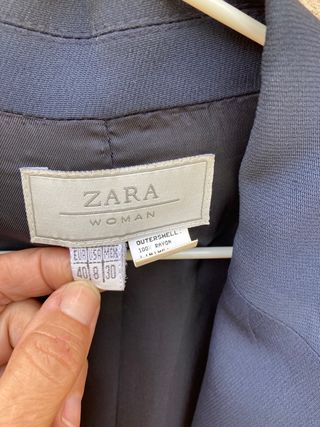 ZARA
WOMAN
EUR USA MEX
40 8 30
OUTERSHELL:
100% RAYON